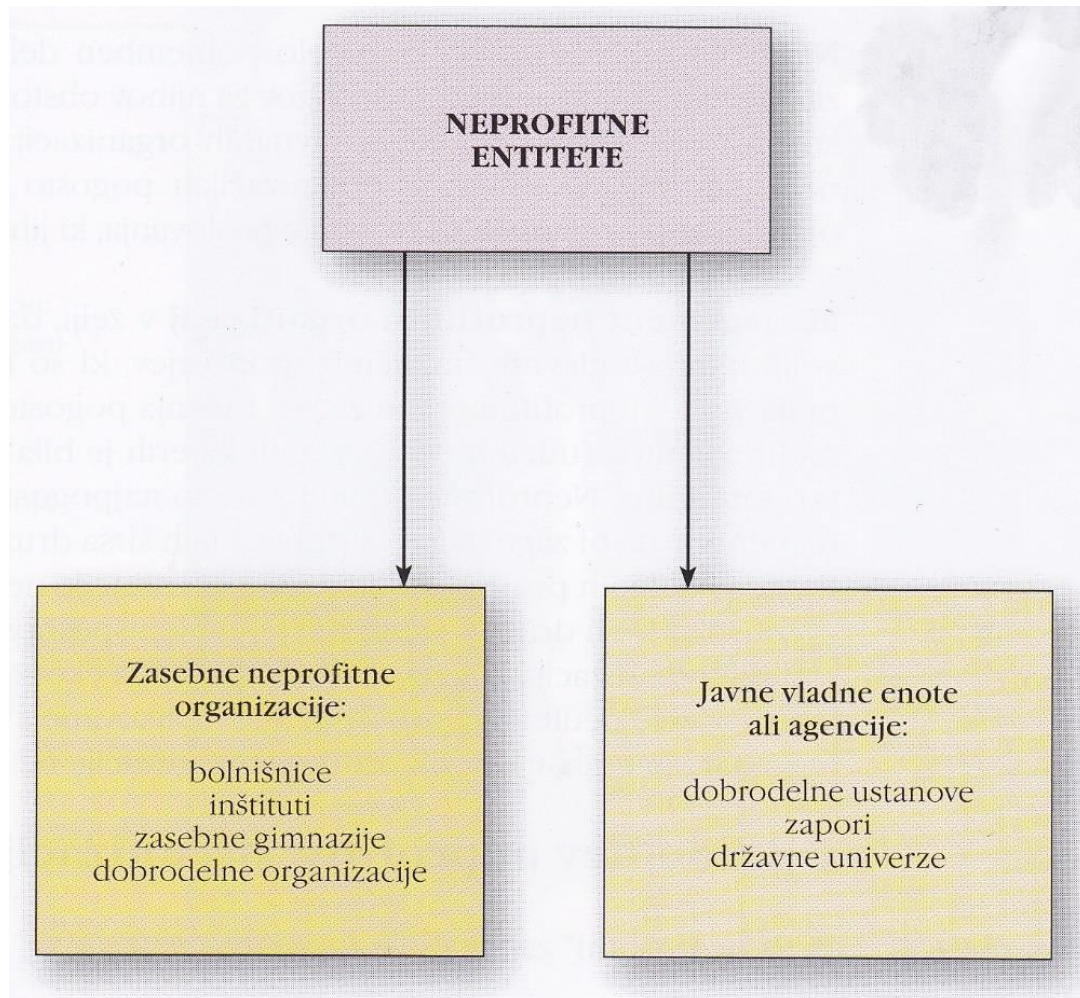 NEPROFITNE
ENTITETE
Zasebne neprofitne
organizacije:
bolnišnice
inštituti
zasebne gimnazije
dobrodelne organizacije
Javne vladne enote
ali agencije:
dobrodelne ustanove
zapori
državne univerze